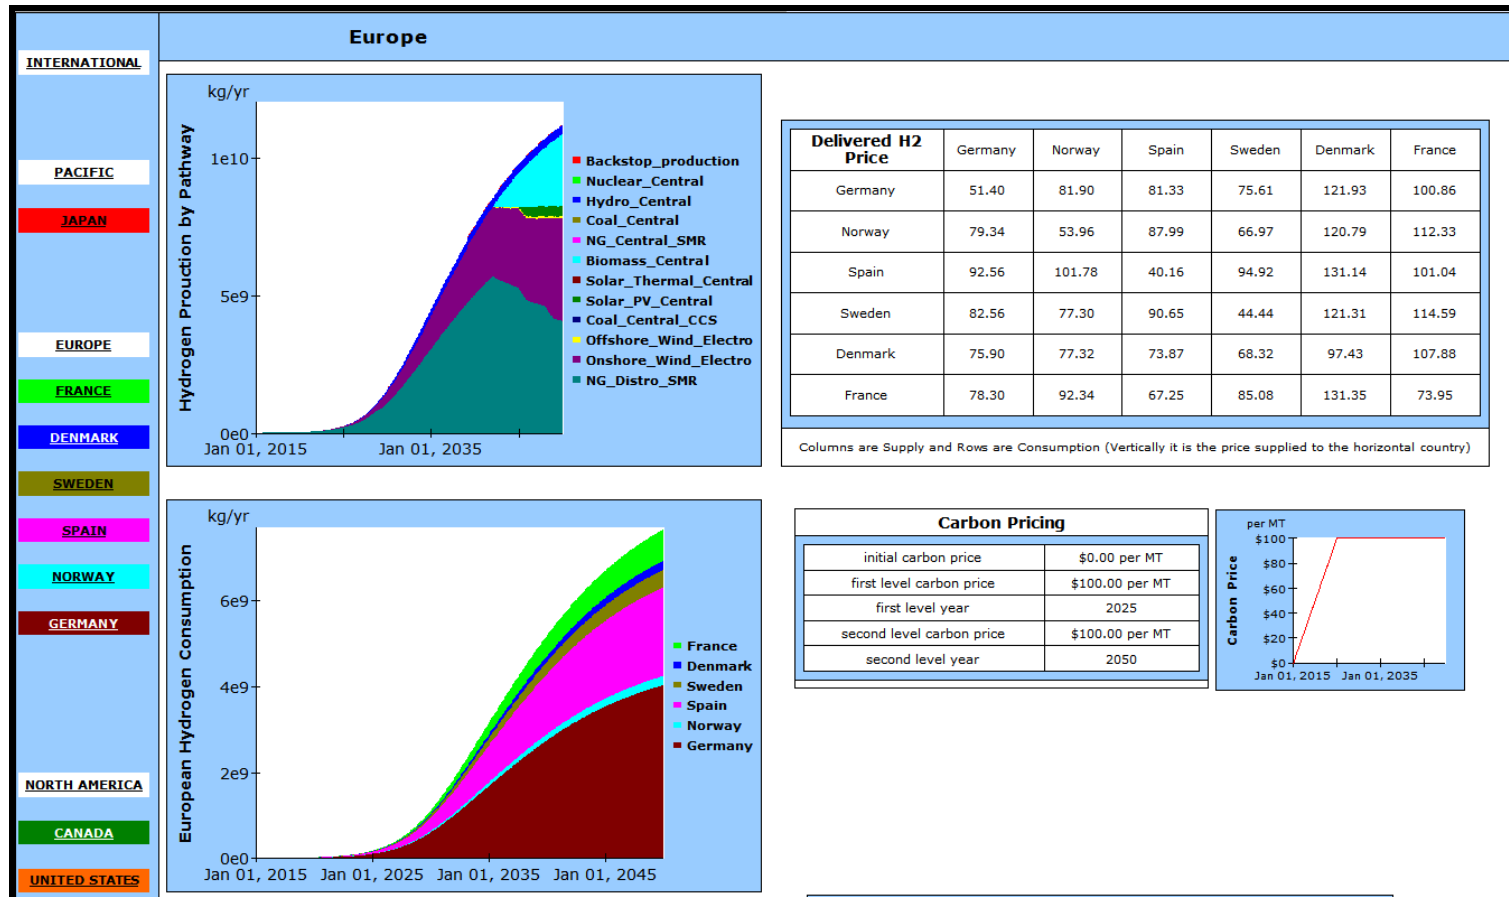 Europe
INTERNATIONAL
PACIFIC
JAPAN
EUROPE
FRANCE
DENMARK
SWEDEN
SPAIN
NORWAY
GERMANY
NORTH AMERICA
CANADA
UNITED STATES
kg/yr
Hydrogen Prouction by Pathway
1e10
5e9
0e0
Jan 01, 2015 Jan 01, 2035
Backstop_production
Nuclear_Central
Hydro_Central
Coal_Central
NG_Central_SMR
Biomass_Central
Solar_Thermal_Central
Solar_PV_Central
Coal_Central_CCS
Offshore_Wind_Electro
Onshore_Wind_Electro
NG_Distro_SMR
Delivered H2 Price Germany Norway Spain Sweden Denmark France
Germany 51.40 81.90 81.33 75.61 121.93 100.86
Norway 79.34 53.96 87.99 66.97 120.79 112.33
Spain 92.56 101.78 40.16 94.92 131.14 101.04
Sweden 82.56 77.30 90.65 44.44 121.31 114.59
Denmark 75.90 77.32 73.87 68.32 97.43 107.88
France 78.30 92.34 67.25 85.08 131.35 73.95
Columns are Supply and Rows are Consumption (Vertically it is the price supplied to the horizontal country)
kg/yr
European Hydrogen Consumption
6e9
4e9
2e9
0e0
Jan 01, 2015 Jan 01, 2025 Jan 01, 2035 Jan 01, 2045
France
Denmark
Sweden
Spain
Norway
Germany
Carbon Pricing
initial carbon price $0.00 per MT
first level carbon price $100.00 per MT
first level year 2025
second level carbon price $100.00 per MT
second level year 2050
per MT
Carbon Price
$100
$80
$60
$40
$20
$0
Jan 01, 2015 Jan 01, 2035